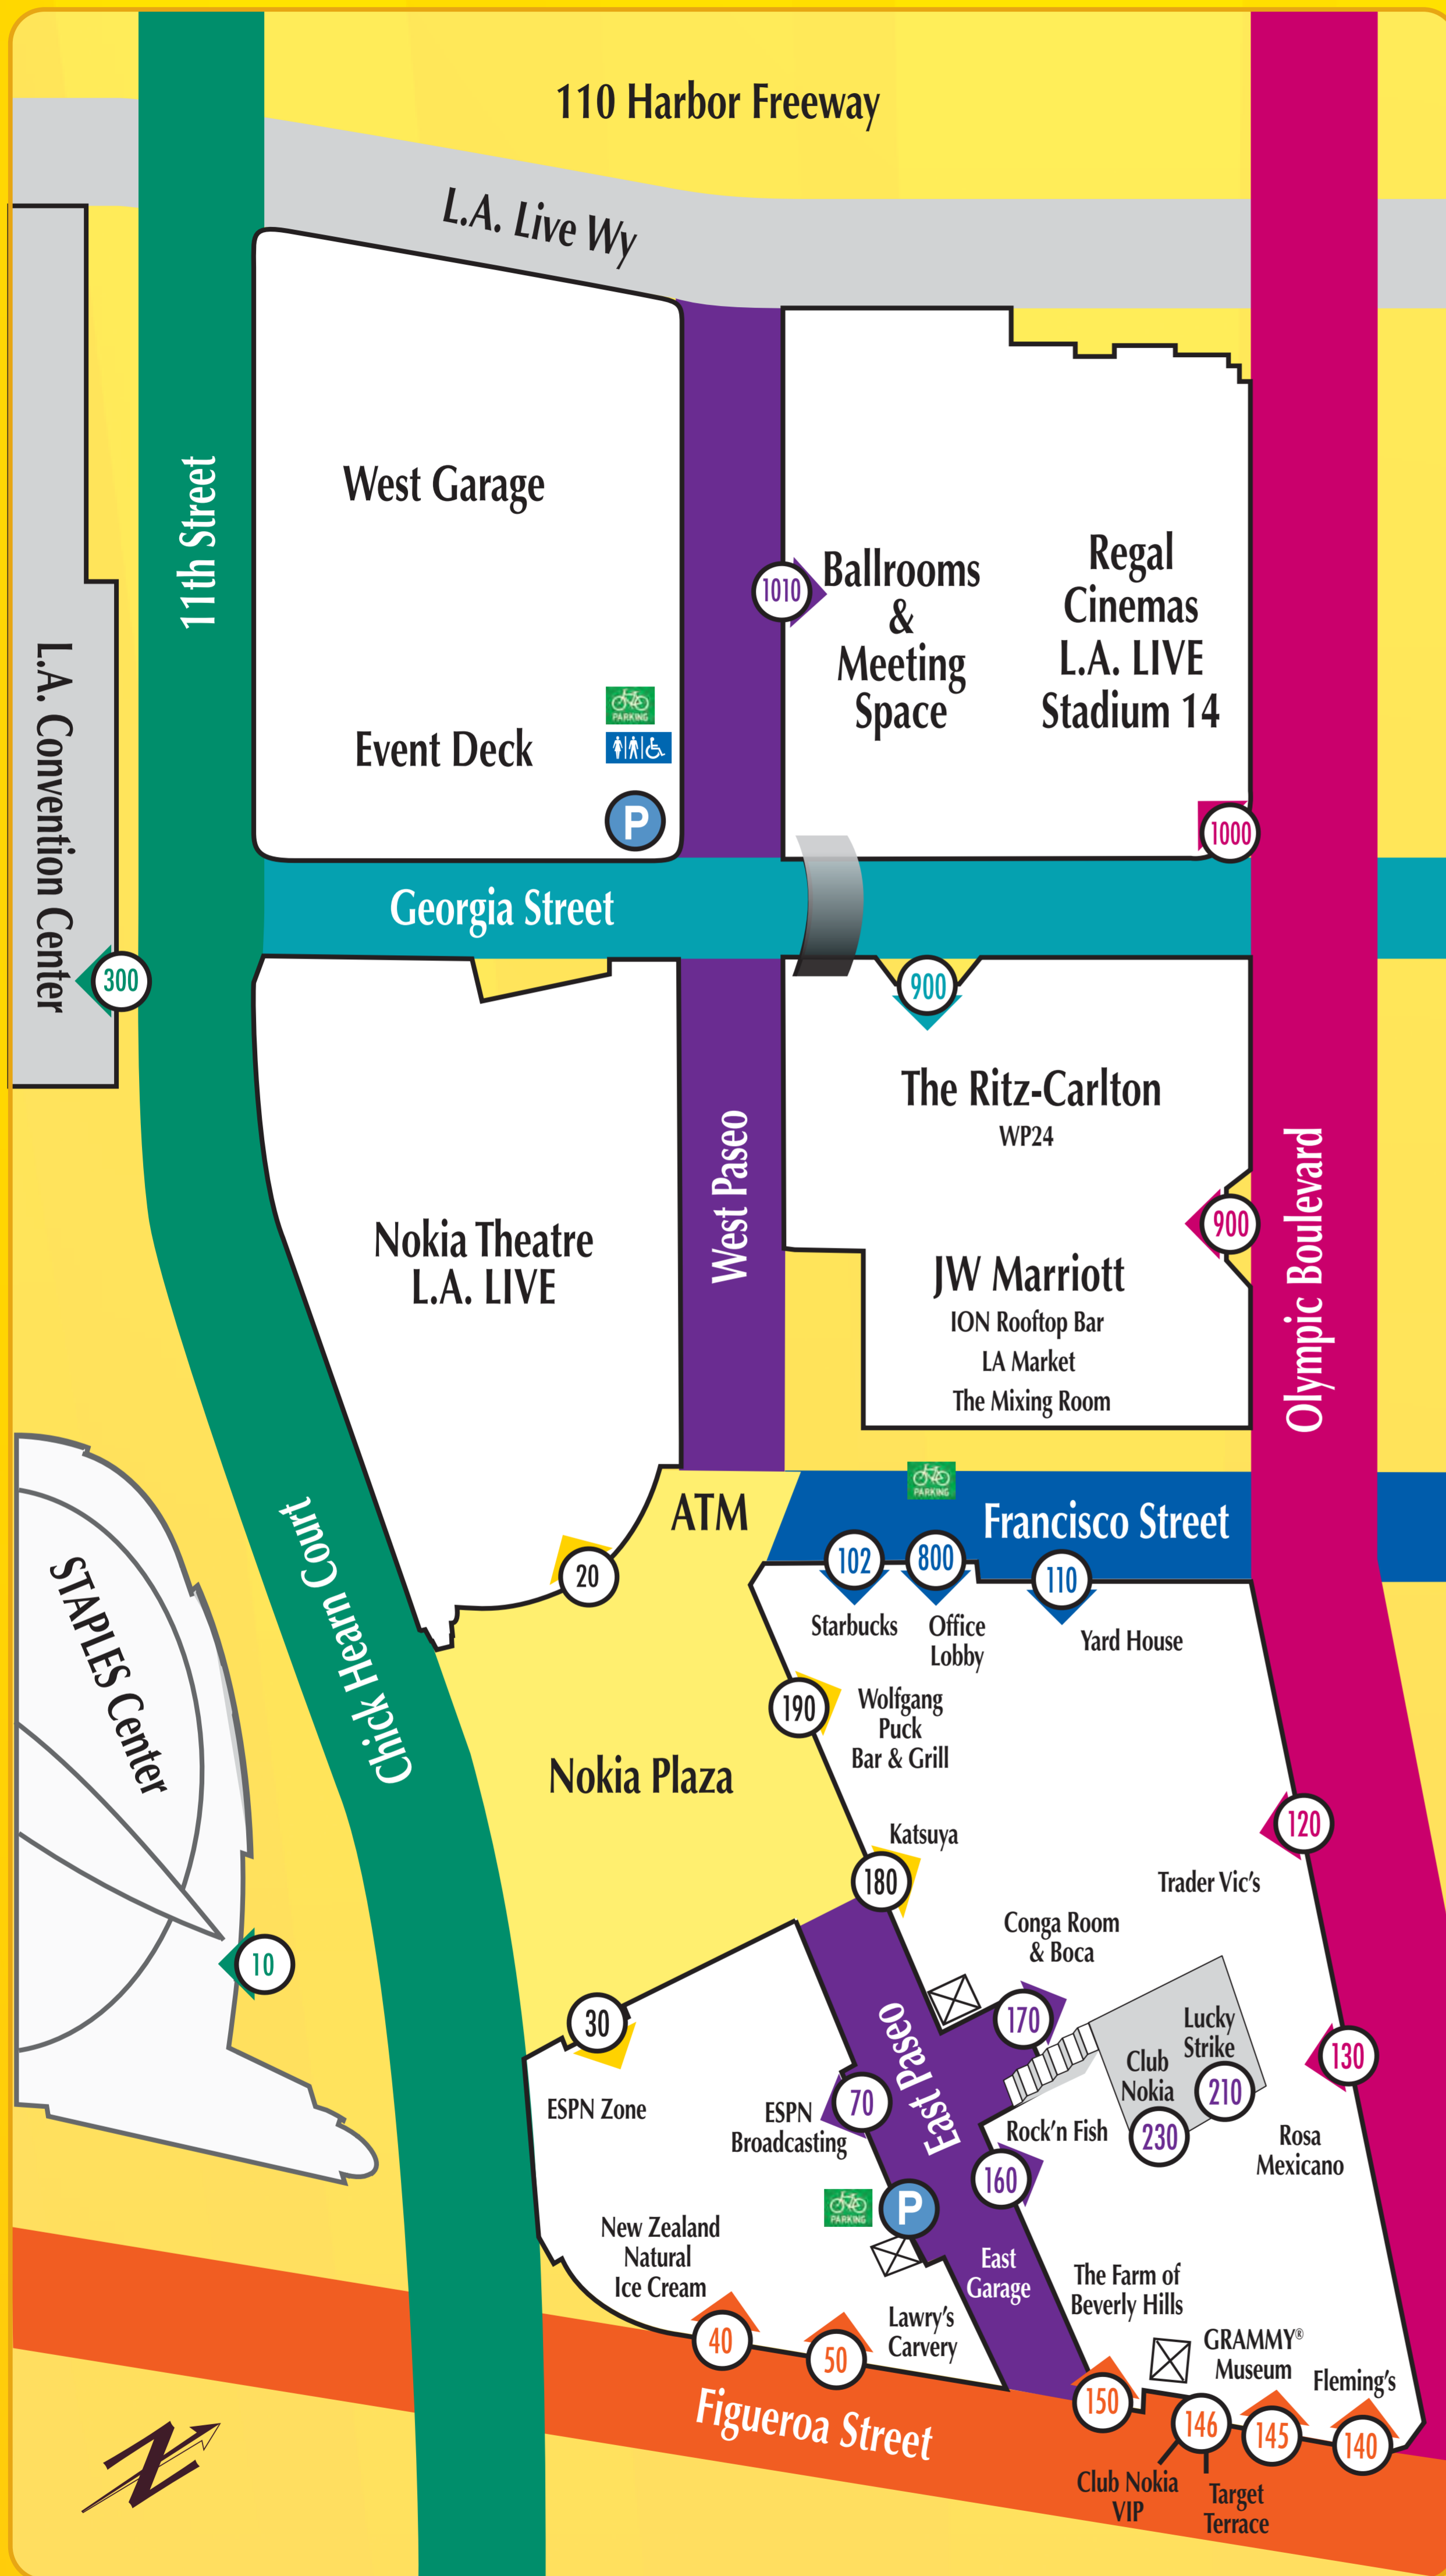 110 Harbor Freeway
L.A. Live Wy
11th Street
West Garage
Event Deck
PARKING
P
1010
Ballrooms
&
Meeting
Space
Regal
Cinemas
L.A. LIVE
Stadium 14
1000
L.A. Convention Center
300
Georgia Street
900
The Ritz-Carlton
WP24
900
JW Marriott
ION Rooftop Bar
LA Market
The Mixing Room
Nokia Theatre
L.A. LIVE
West Paseo
Olympic Boulevard
20
ATM
PARKING
Francisco Street
102
800
110
Starbucks
Office
Lobby
Yard House
STAPLES Center
Chick Hearn Court
10
Nokia Plaza
190
Wolfgang
Puck
Bar & Grill
Katsuya
180
120
Trader Vic's
Conga Room
& Boca
170
East Paseo
30
ESPN Zone
70
ESPN
Broadcasting
Lucky
Strike
210
Club
Nokia
230
130
Rock'n Fish
160
Rosa
Mexicano
PARKING
P
East
Garage
New Zealand
Natural
Ice Cream
40
50
Lawry's
Carvery
The Farm of
Beverly Hills
GRAMMY®
Museum
Fleming's
150
146
145
140
Figueroa Street
Club Nokia
VIP
Target
Terrace
N